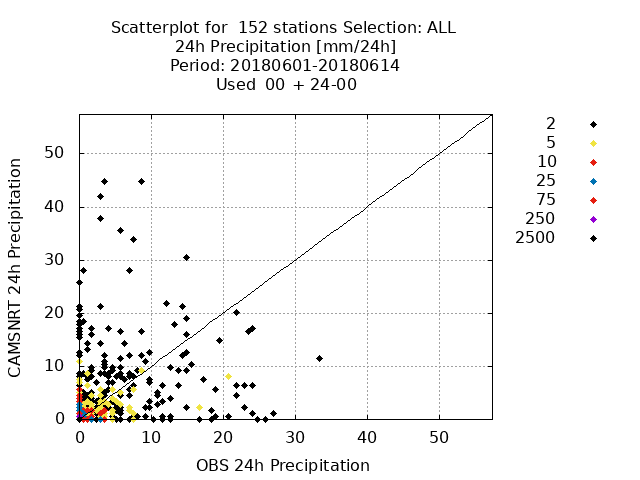 Scatterplot for  152 stations Selection: ALL
24h Precipitation [mm/24h]
Period: 20180601-20180614
Used  00 + 24-00
2
5
10
25
75
250
2500
CAMSNRT 24h Precipitation
50
40
30
20
10
0
0 10 20 30 40 50
OBS 24h Precipitation